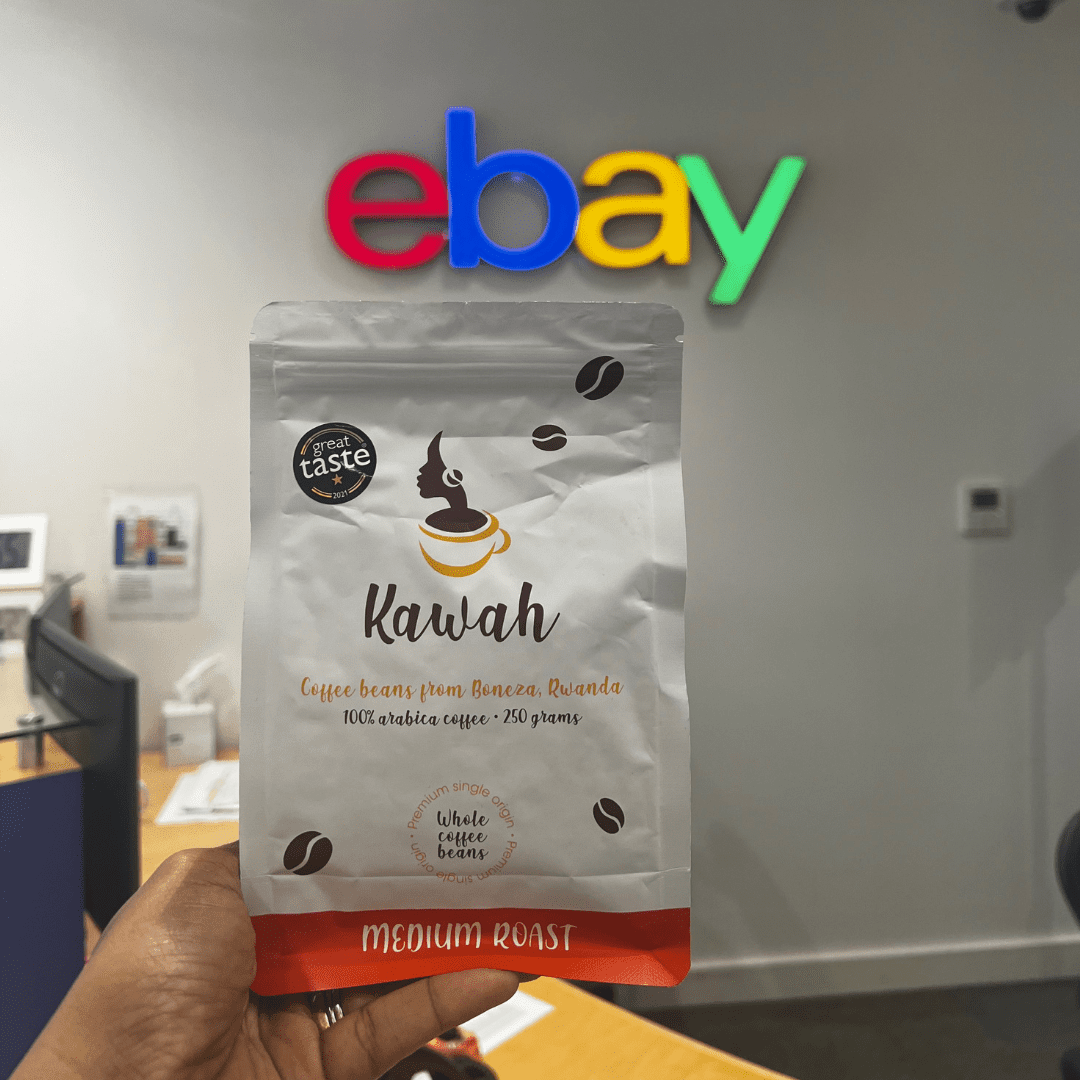 ebay
great
taste
2021
Kawah
Coffee beans from Boneza, Rwanda
100% arabica coffee • 250 grams
Premium single origin • Premium single origin •
Whole
coffee
beans
MEDIUM ROAST